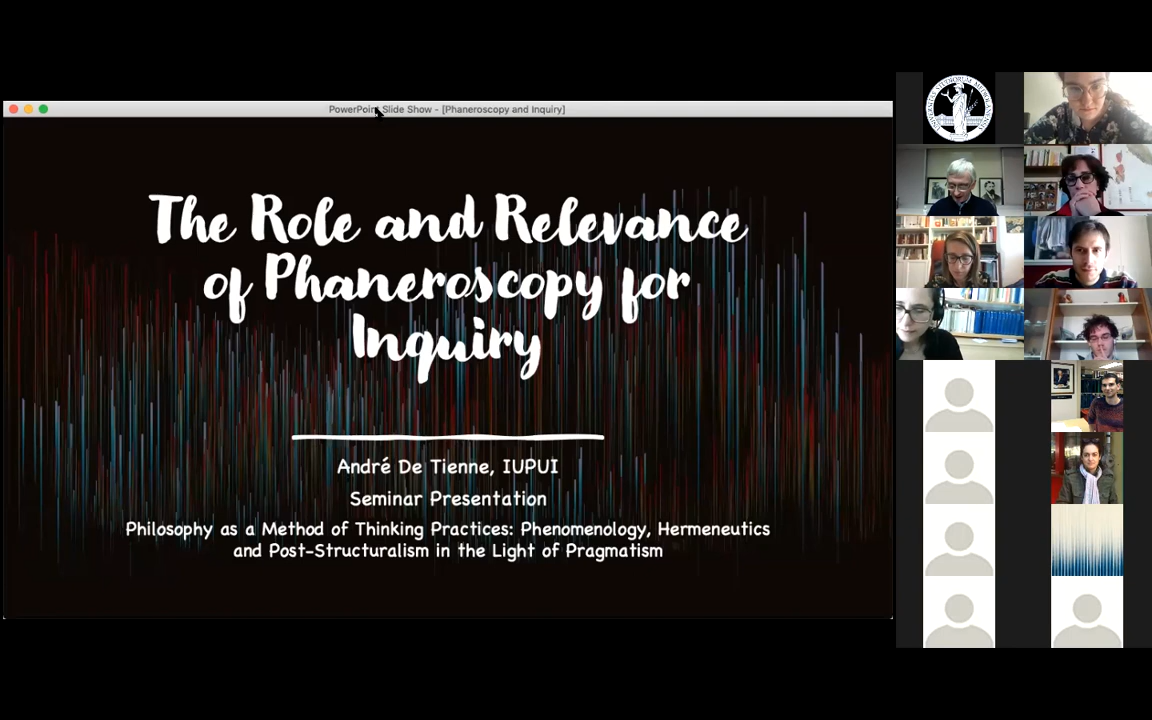 PowerPoint Slide Show - [Phaneroscopy and Inquiry]
The Role and Relevance
of Phaneroscopy for
Inquiry
André De Tienne, IUPUI
Seminar Presentation
Philosophy as a Method of Thinking Practices: Phenomenology, Hermeneutics
and Post-Structuralism in the Light of Pragmatism